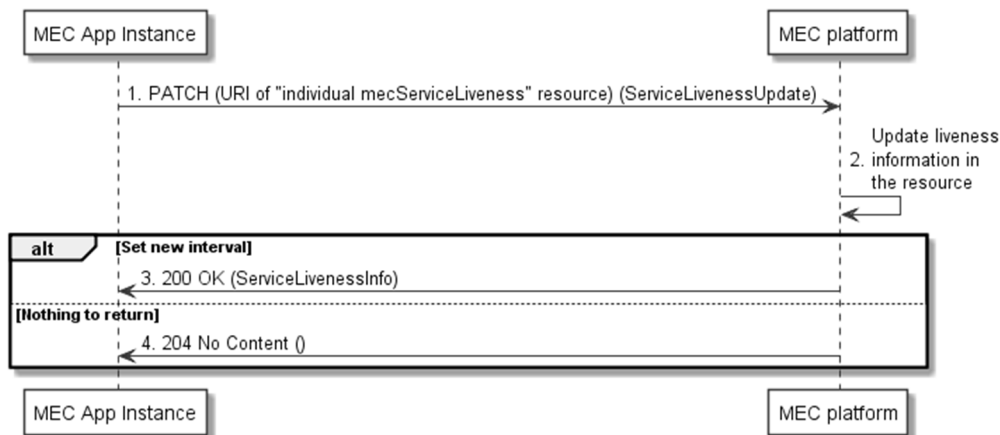 MEC App Instance
MEC platform
1. PATCH (URI of "individual mecServiceLiveness" resource) (ServiceLivenessUpdate)
Update liveness
2. information in
the resource
alt [Set new interval]
3. 200 OK (ServiceLivenessInfo)
[Nothing to return]
4. 204 No Content ()
MEC App Instance
MEC platform